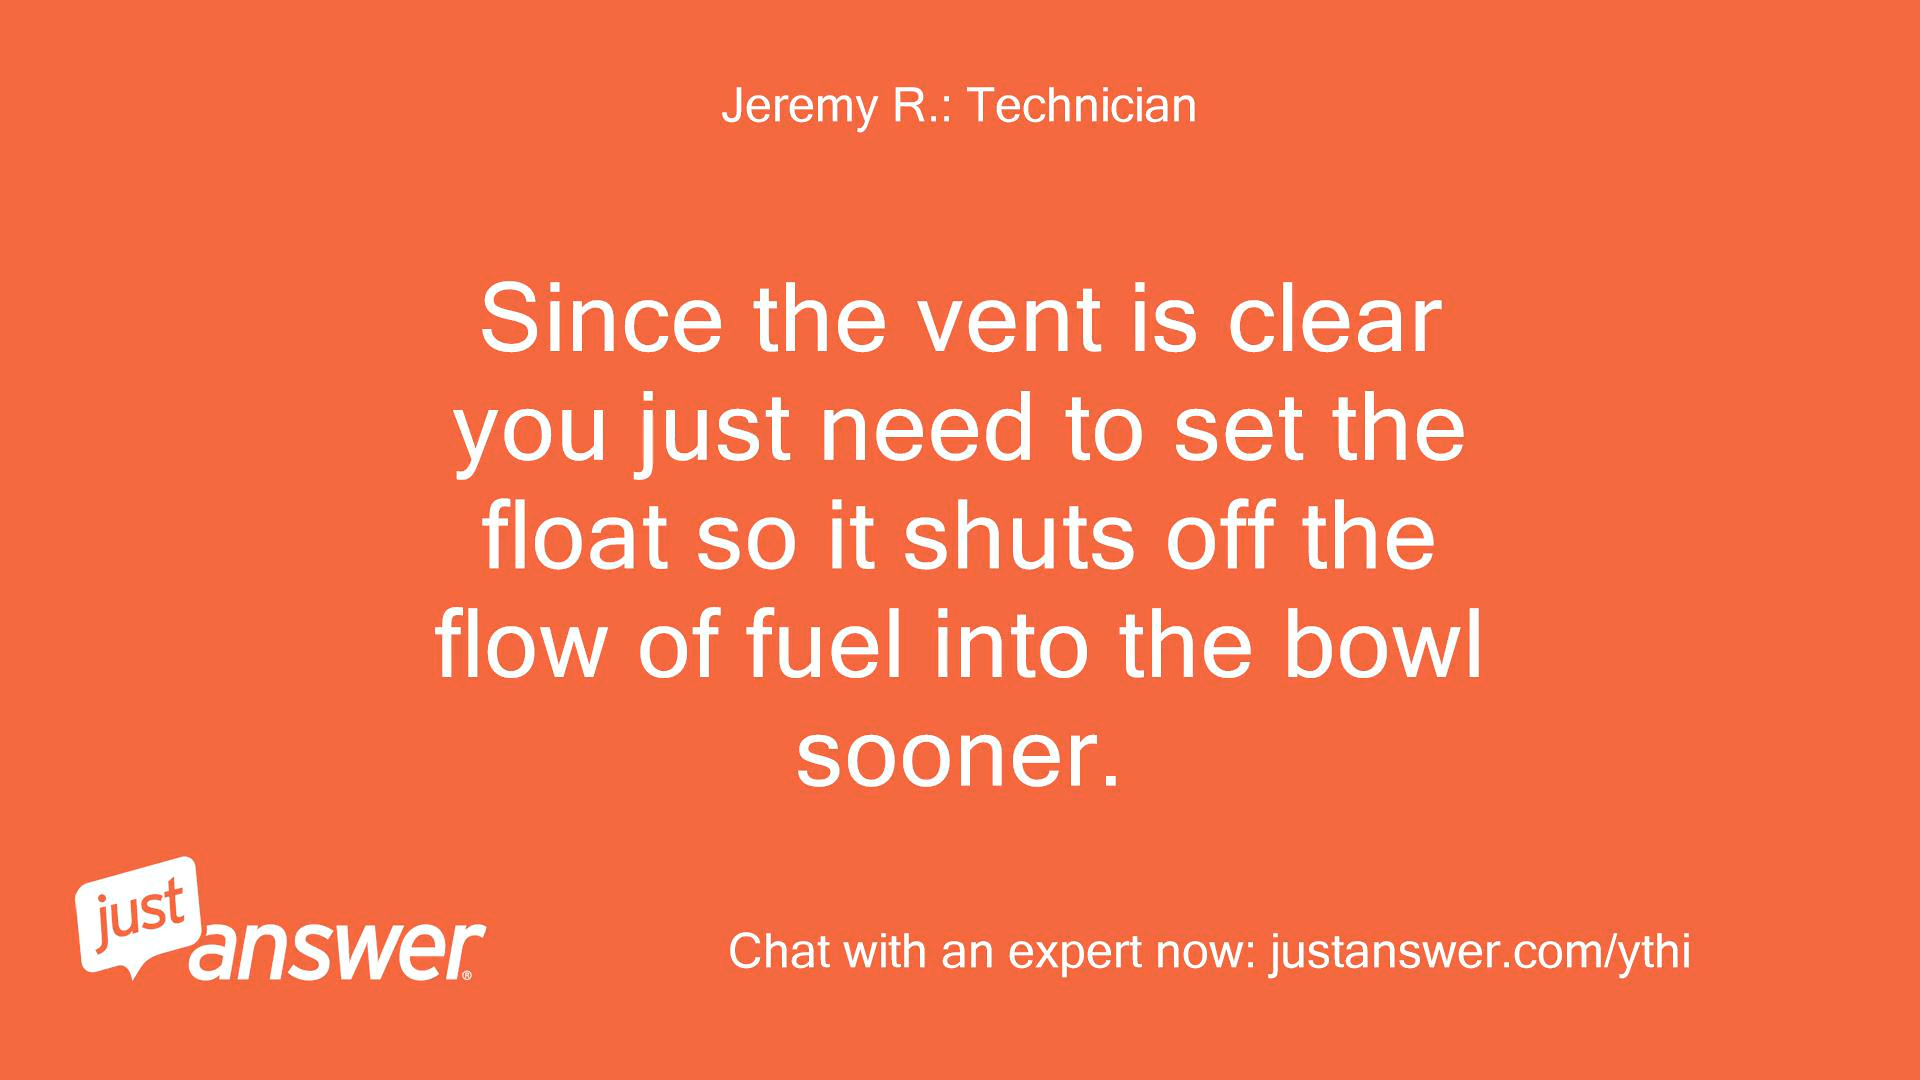 Jeremy R.: Technician
Since the vent is clear
you just need to set the
float so it shuts off the
flow of fuel into the bowl
sooner.
just
answer®
Chat with an expert now: justanswer.com/ythi